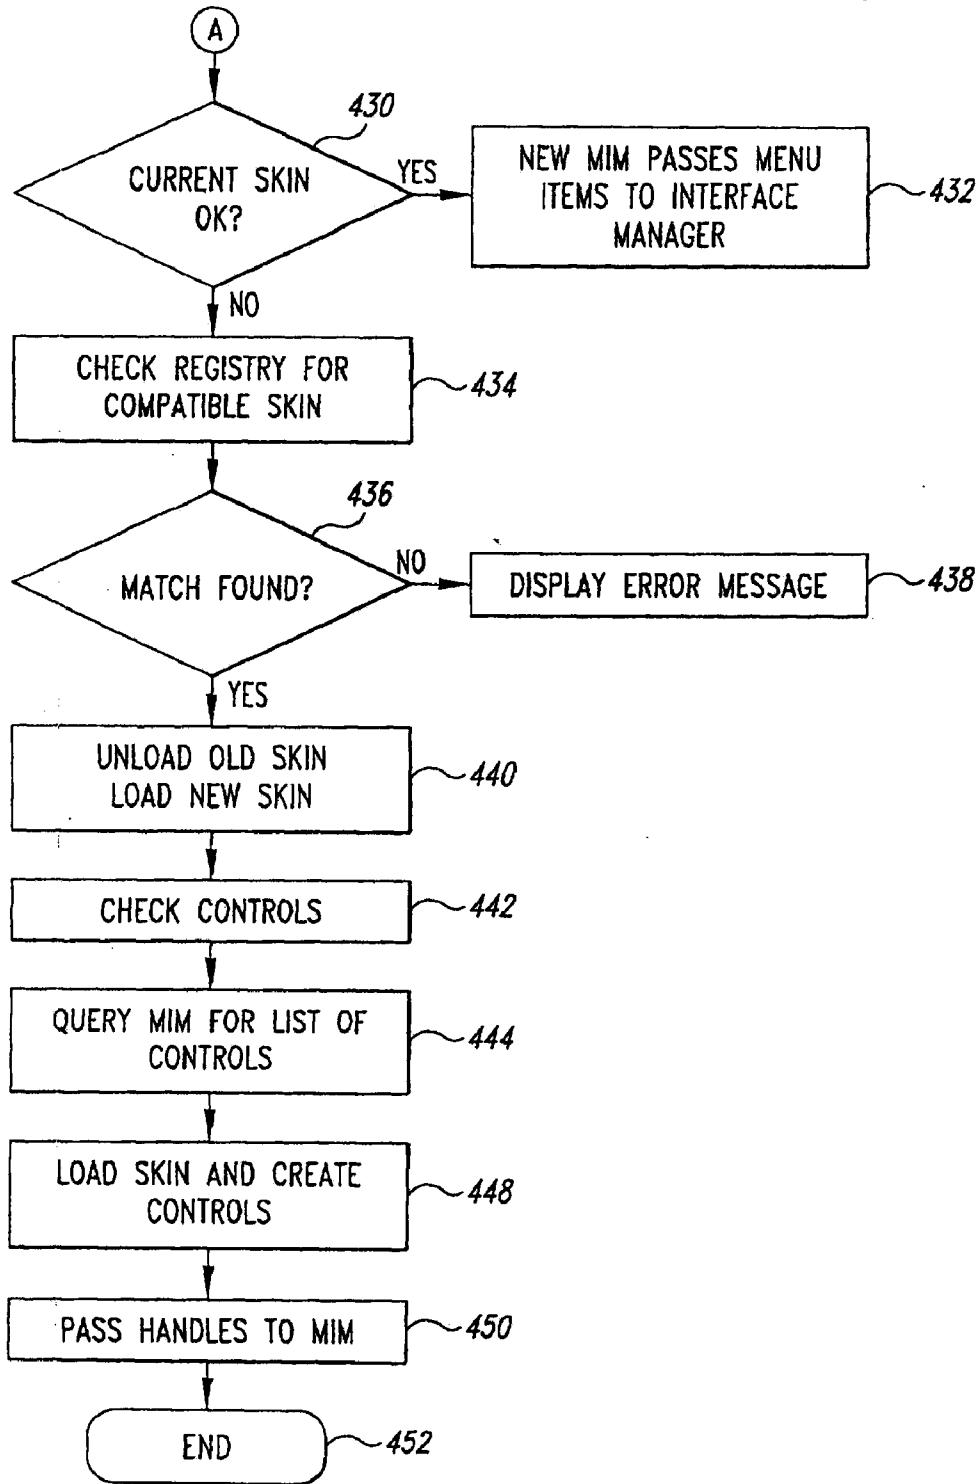 A
430
CURRENT SKIN
OK?
YES
NEW MIM PASSES MENU
ITEMS TO INTERFACE
MANAGER
432
NO
CHECK REGISTRY FOR
COMPATIBLE SKIN
434
436
MATCH FOUND?
NO
DISPLAY ERROR MESSAGE
438
YES
UNLOAD OLD SKIN
LOAD NEW SKIN
440
CHECK CONTROLS
442
QUERY MIM FOR LIST OF
CONTROLS
444
LOAD SKIN AND CREATE
CONTROLS
448
PASS HANDLES TO MIM
450
END
452